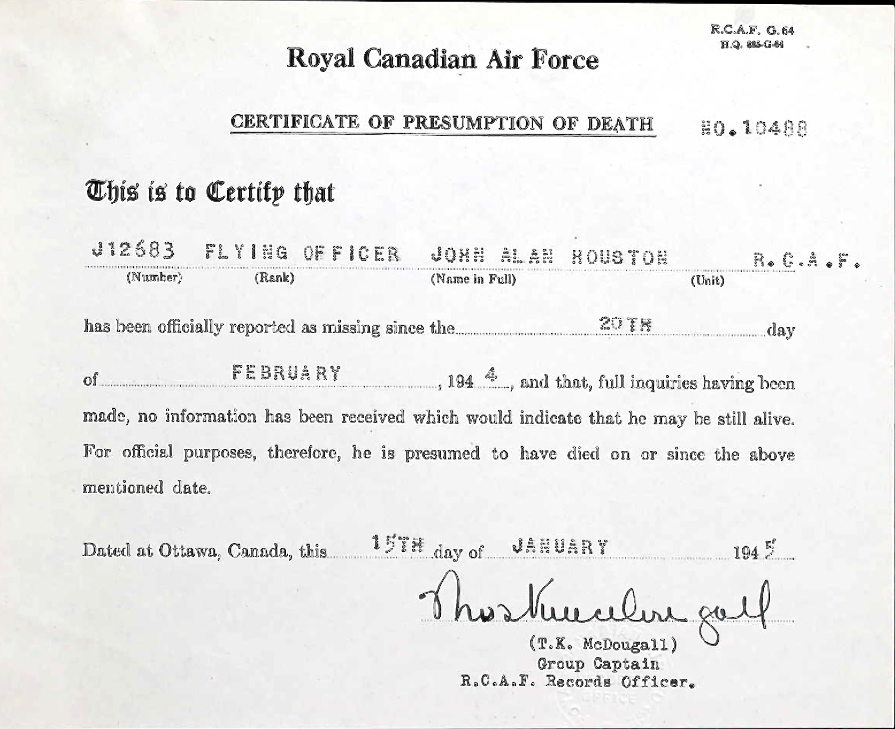 R.C.A.F. G. 64
H.Q. 885-G-64
Royal Canadian Air Force
CERTIFICATE OF PRESUMPTION OF DEATH NO.10488
This is to Certify that
J12683 FLYING OFFICER JOHN ALAN HOUSTON R.C.A.F.
(Number) (Rank) (Name in Full) (Unit)
has been officially reported as missing since the 20TH day
of FEBRUARY, 1944, and that, full inquiries having been
made, no information has been received which would indicate that he may be still alive.
For official purposes, therefore, he is presumed to have died on or since the above
mentioned date.
Dated at Ottawa, Canada, this 15TH day of JANUARY 1945
(T.K. McDougall)
Group Captain
R.C.A.F. Records Officer.